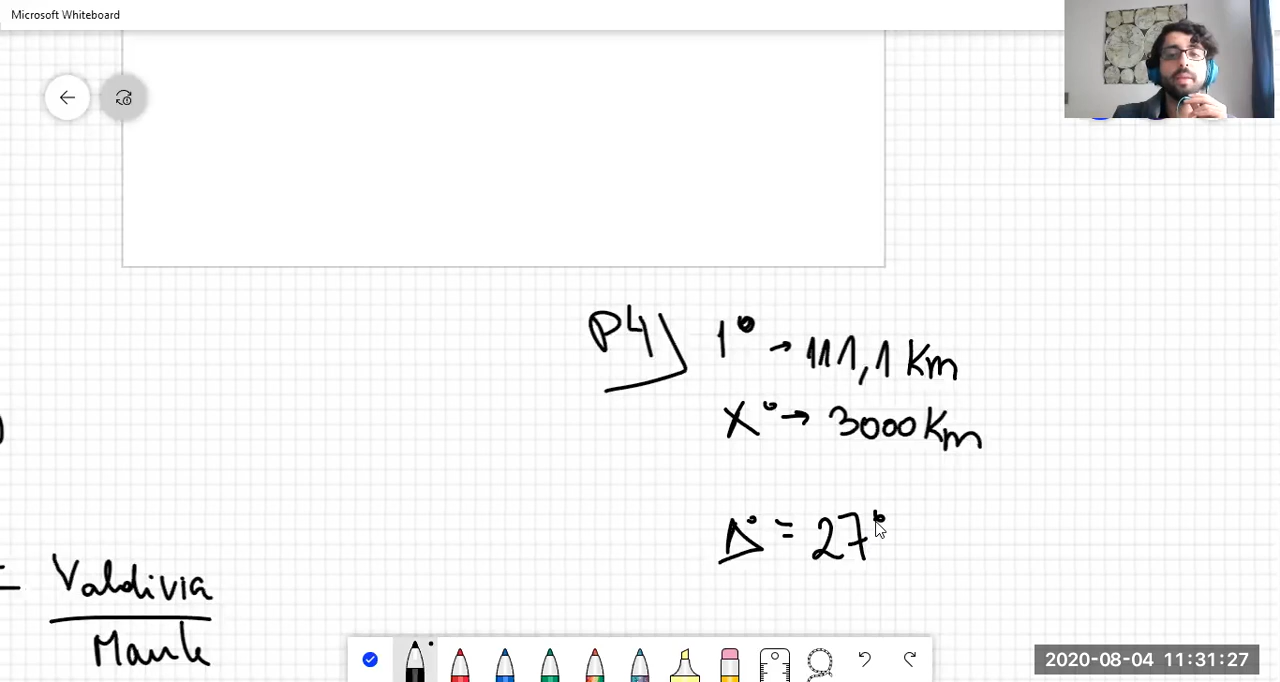 Microsoft Whiteboard
P4) 1° → 111,1 Km
X° → 3000 Km
Δ° = 27°
Valdivia
Maule
2020-08-04 11:31:27